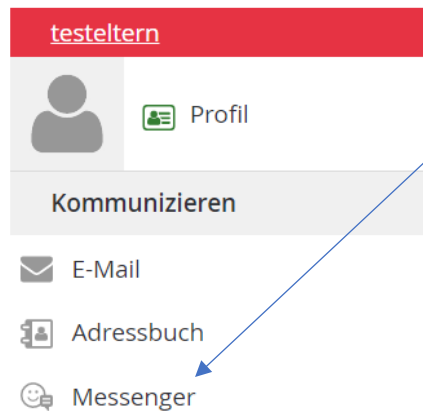 testeltern
Profil
Kommunizieren
E-Mail
Adressbuch
Messenger